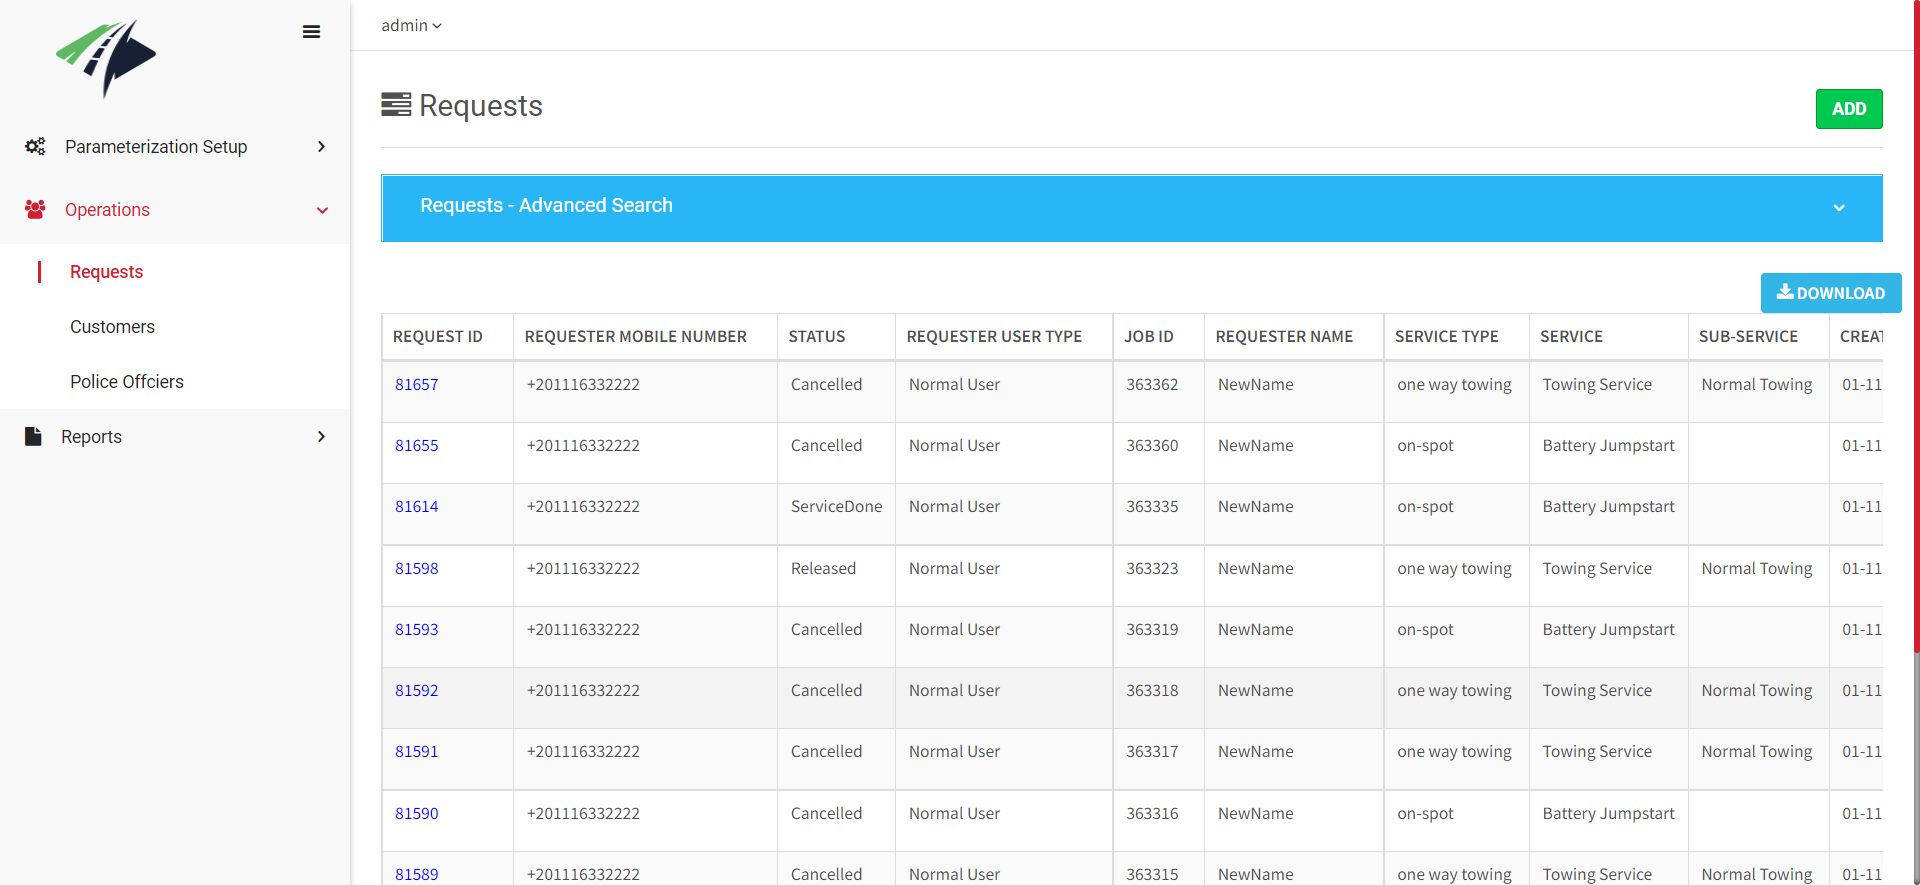 admin
Requests
ADD
Parameterization Setup
Operations
Requests
Customers
Police Offciers
Reports
Requests - Advanced Search
DOWNLOAD
REQUEST ID REQUESTER MOBILE NUMBER STATUS REQUESTER USER TYPE JOB ID REQUESTER NAME SERVICE TYPE SERVICE SUB-SERVICE CREAT
81657 +201116332222 Cancelled Normal User 363362 NewName one way towing Towing Service Normal Towing 01-11
81655 +201116332222 Cancelled Normal User 363360 NewName on-spot Battery Jumpstart 01-11
81614 +201116332222 ServiceDone Normal User 363335 NewName on-spot Battery Jumpstart 01-11
81598 +201116332222 Released Normal User 363323 NewName one way towing Towing Service Normal Towing 01-11
81593 +201116332222 Cancelled Normal User 363319 NewName on-spot Battery Jumpstart 01-11
81592 +201116332222 Cancelled Normal User 363318 NewName one way towing Towing Service Normal Towing 01-11
81591 +201116332222 Cancelled Normal User 363317 NewName one way towing Towing Service Normal Towing 01-11
81590 +201116332222 Cancelled Normal User 363316 NewName on-spot Battery Jumpstart 01-11
81589 +201116332222 Cancelled Normal User 363315 NewName one way towing Towing Service Normal Towing 01-11